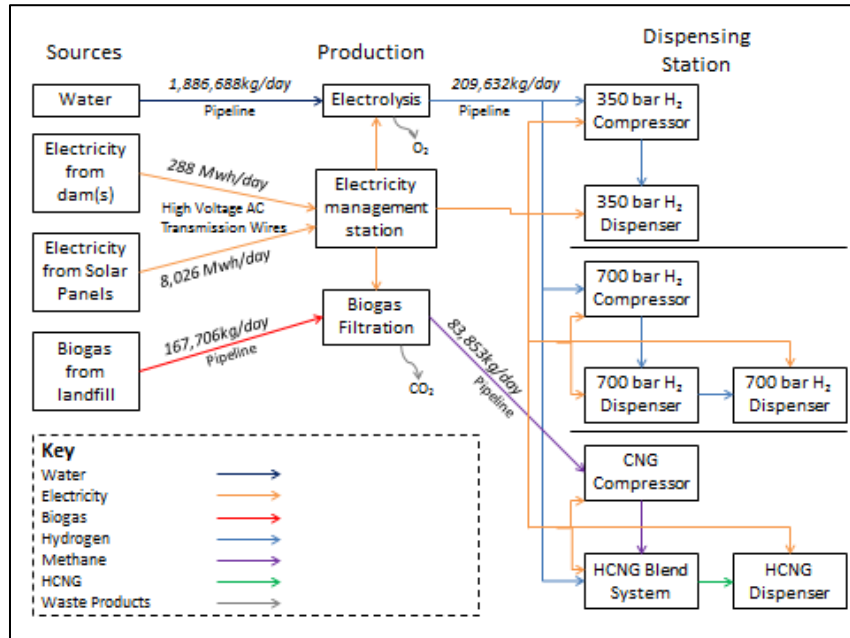 Sources
Production
Dispensing
Station
Water
1,886,688kg/day
Pipeline
Electrolysis
209,632kg/day
Pipeline
350 bar H₂
Compressor
O₂
Electricity
from
dam(s)
288 Mwh/day
High Voltage AC
Transmission Wires
Electricity
management
station
350 bar H₂
Dispenser
Electricity
from Solar
Panels
8,026 Mwh/day
700 bar H₂
Compressor
Biogas
from
landfill
167,706kg/day
Pipeline
Biogas
Filtration
CO₂
83,853kg/day
Pipeline
700 bar H₂
Dispenser
700 bar H₂
Dispenser
CNG
Compressor
HCNG Blend
System
HCNG
Dispenser
Key
Water
Electricity
Biogas
Hydrogen
Methane
HCNG
Waste Products